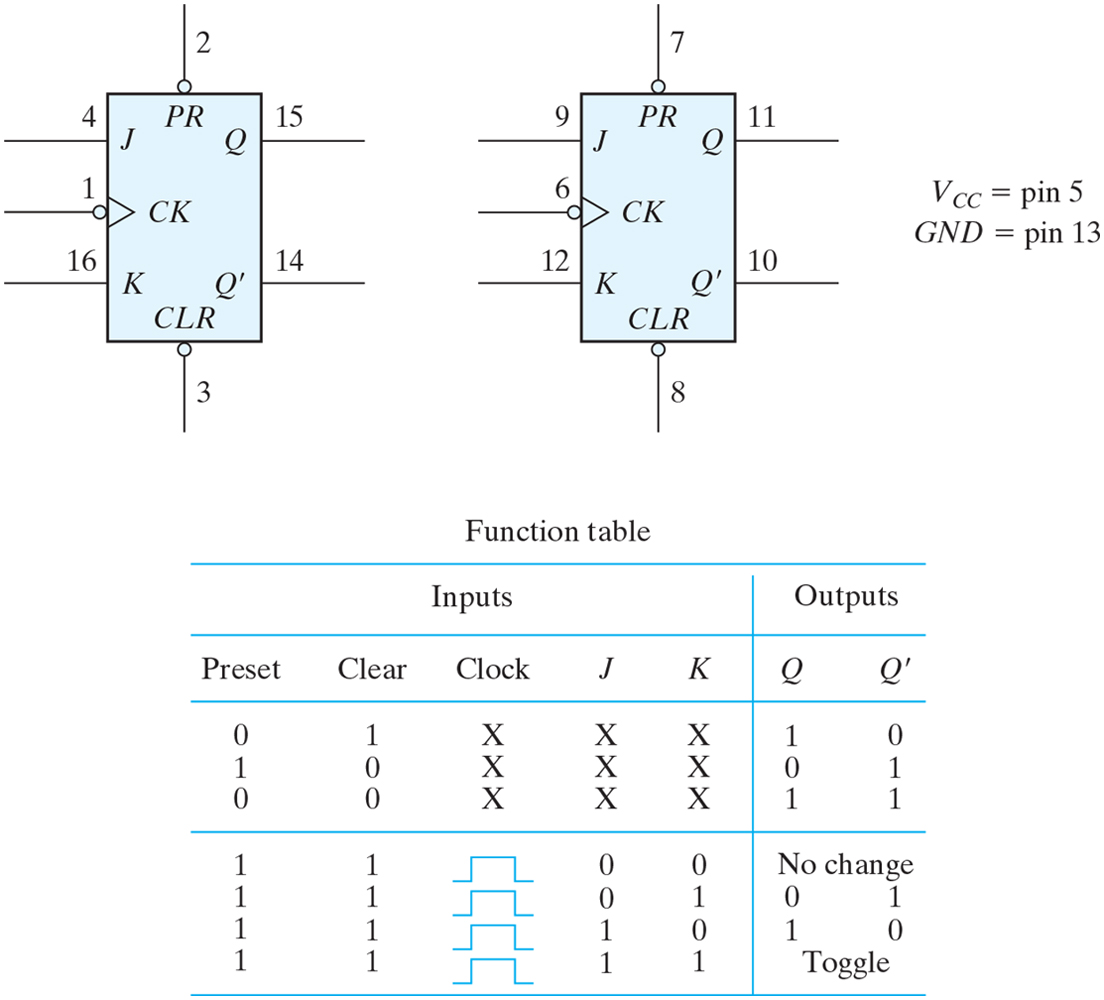 2
7
4 PR 15
J Q
9 PR 11
J Q
1
CK
6
CK
V_CC = pin 5
GND = pin 13
16 14
K Q'
CLR
12 10
K Q'
CLR
3
8
Function table
Inputs Outputs
Preset Clear Clock J K Q Q'
0 1 X X X 1 0
1 0 X X X 0 1
0 0 X X X 1 1
1 1 0 0 No change
1 1 0 1 0 1
1 1 1 0 1 0
1 1 1 1 Toggle